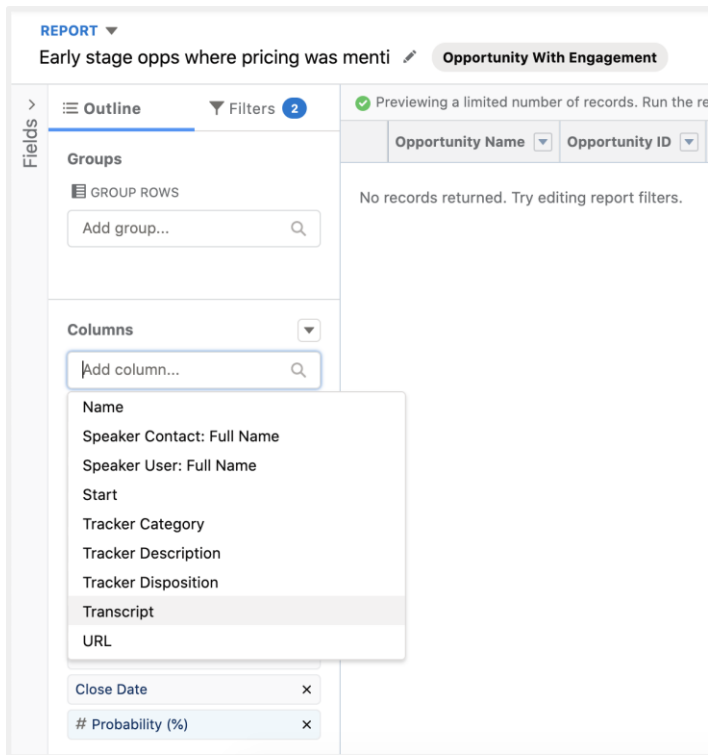 REPORT
Early stage opps where pricing was menti
Opportunity With Engagement
Fields
Outline
Filters 2
Previewing a limited number of records. Run the re
Groups
GROUP ROWS
Add group...
Opportunity Name
Opportunity ID
No records returned. Try editing report filters.
Columns
Add column...
Name
Speaker Contact: Full Name
Speaker User: Full Name
Start
Tracker Category
Tracker Description
Tracker Disposition
Transcript
URL
Close Date
# Probability (%)